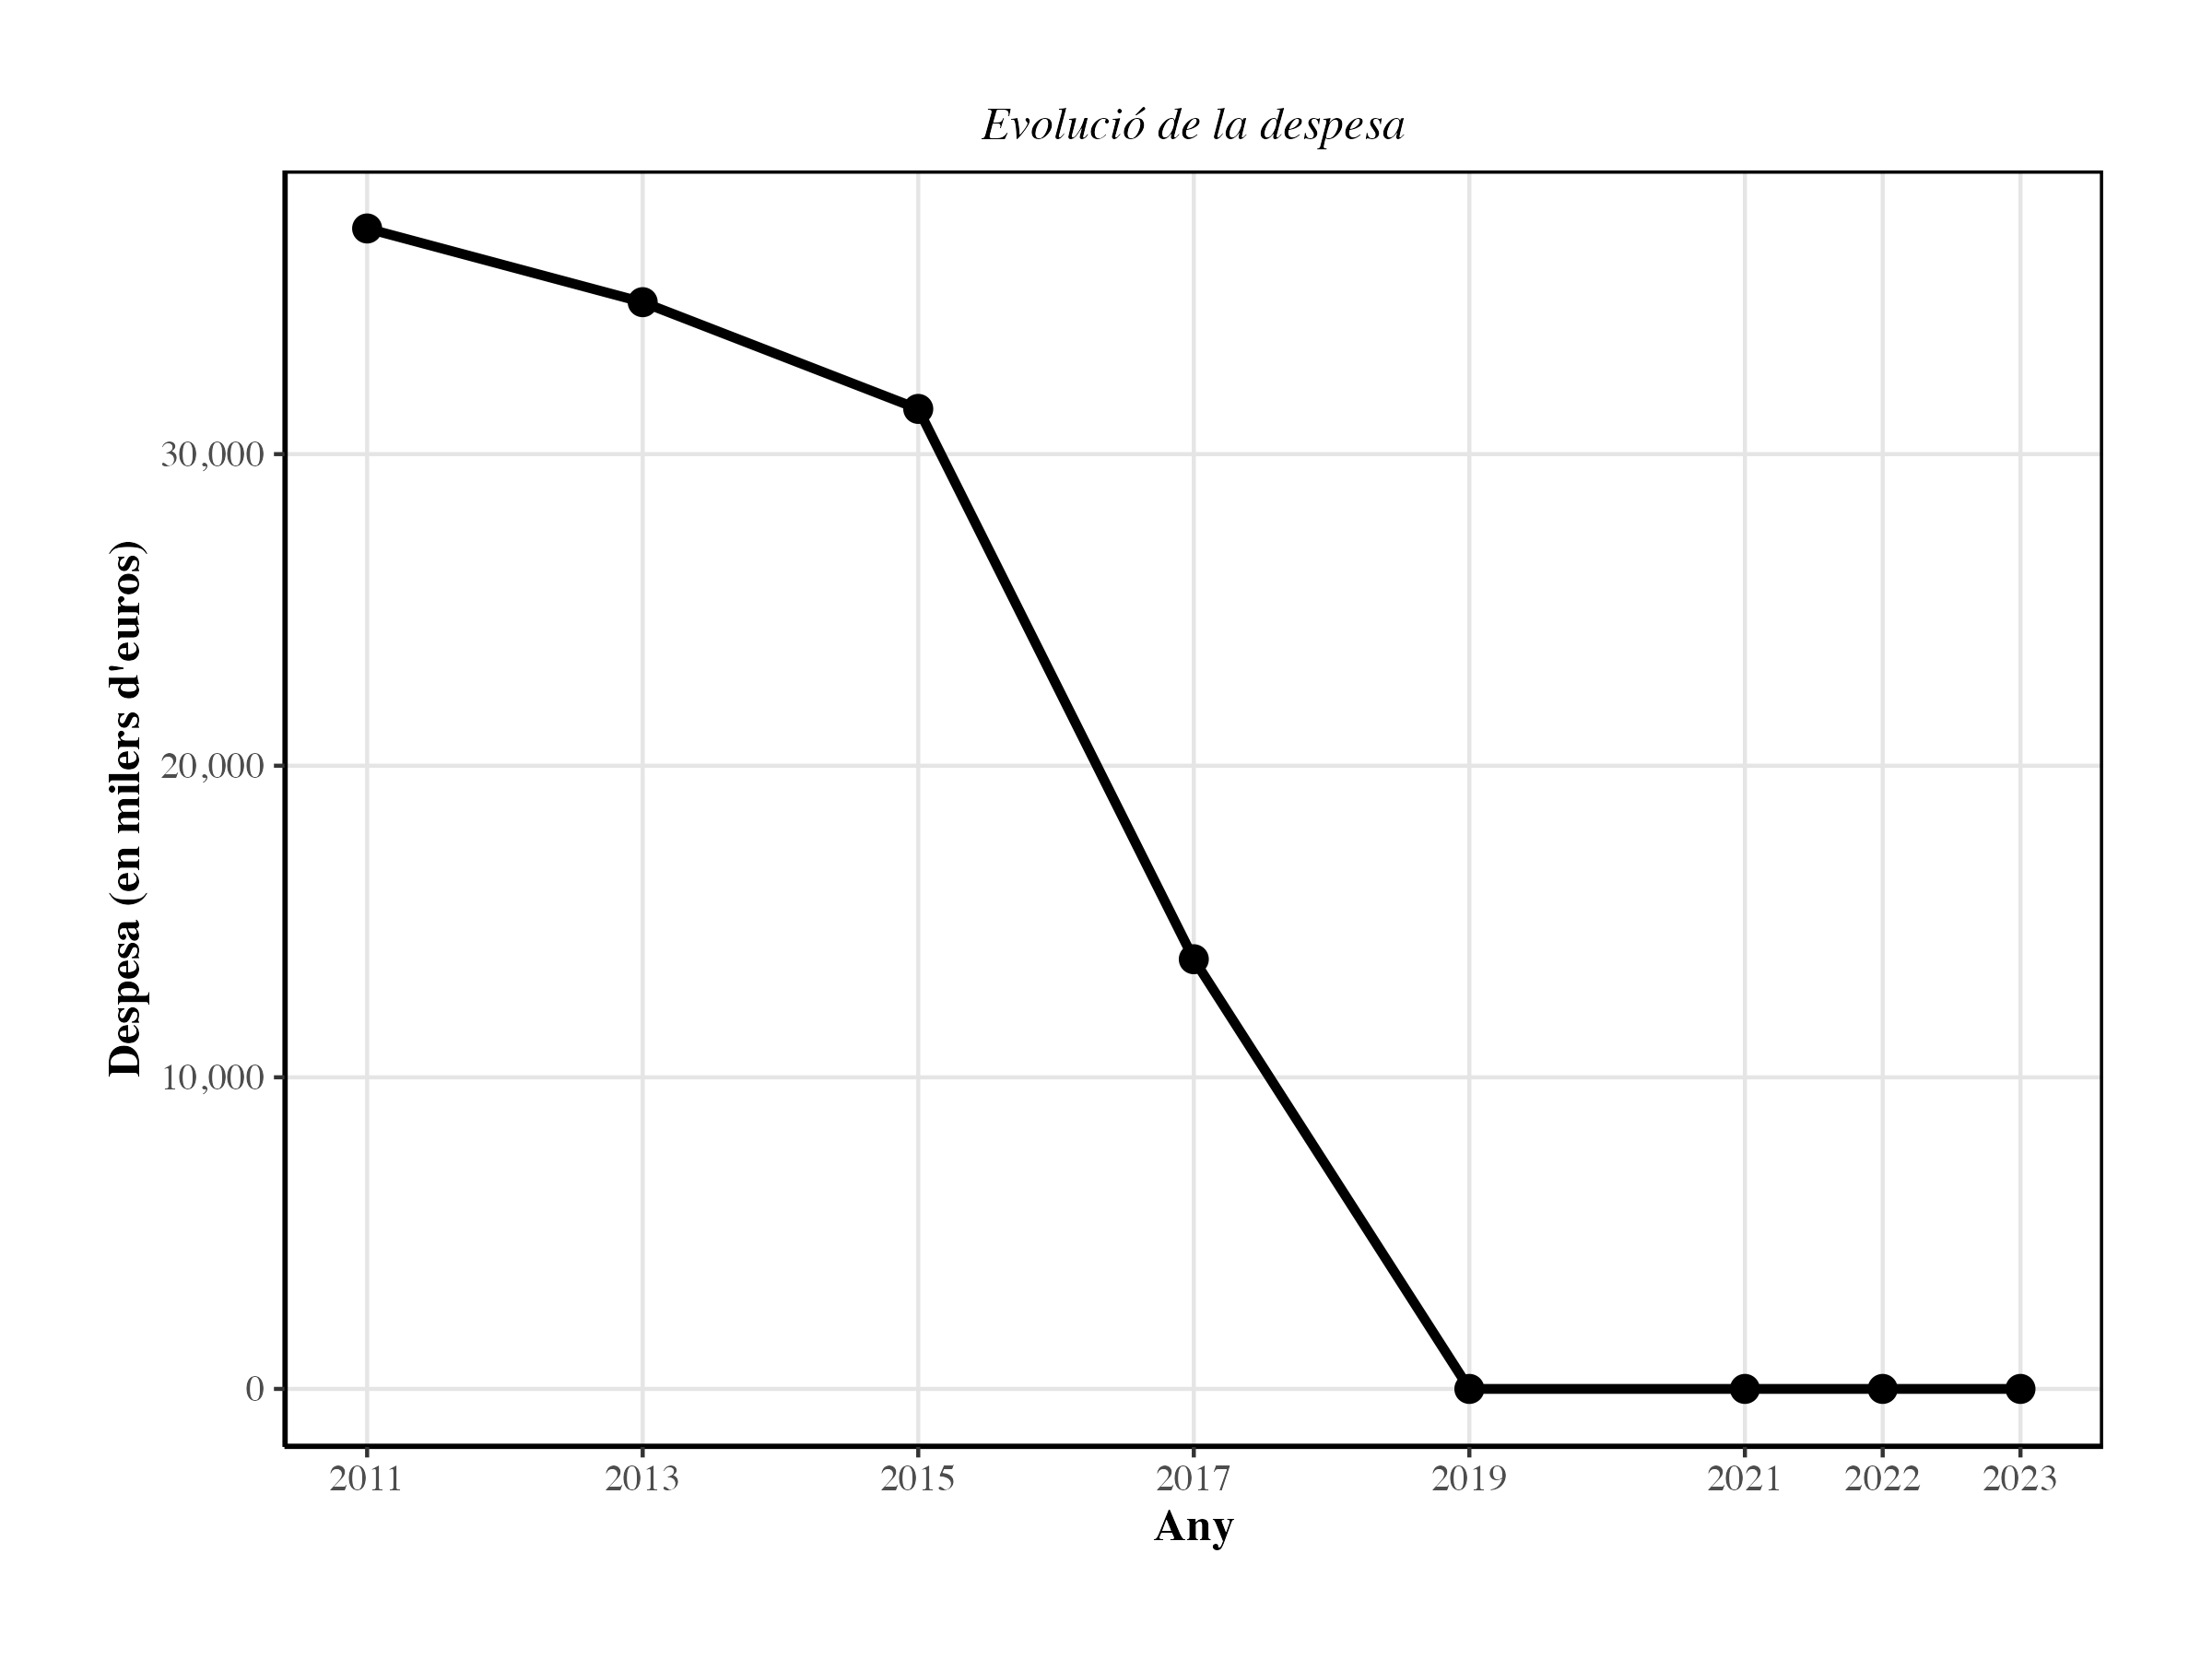 Evolució de la despesa
Despesa (en milers d'euros)
30,000
20,000
10,000
0
2011 2013 2015 2017 2019 2021 2022 2023
Any